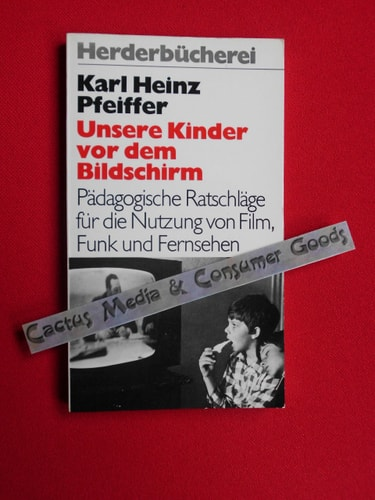 Herderbücherei
Karl Heinz
Pfeiffer
Unsere Kinder
vor dem
Bildschirm
Pädagogische Ratschläge
für die Nutzung von Film,
Funk und Fernsehen
Cactus Media & Consumer Goods